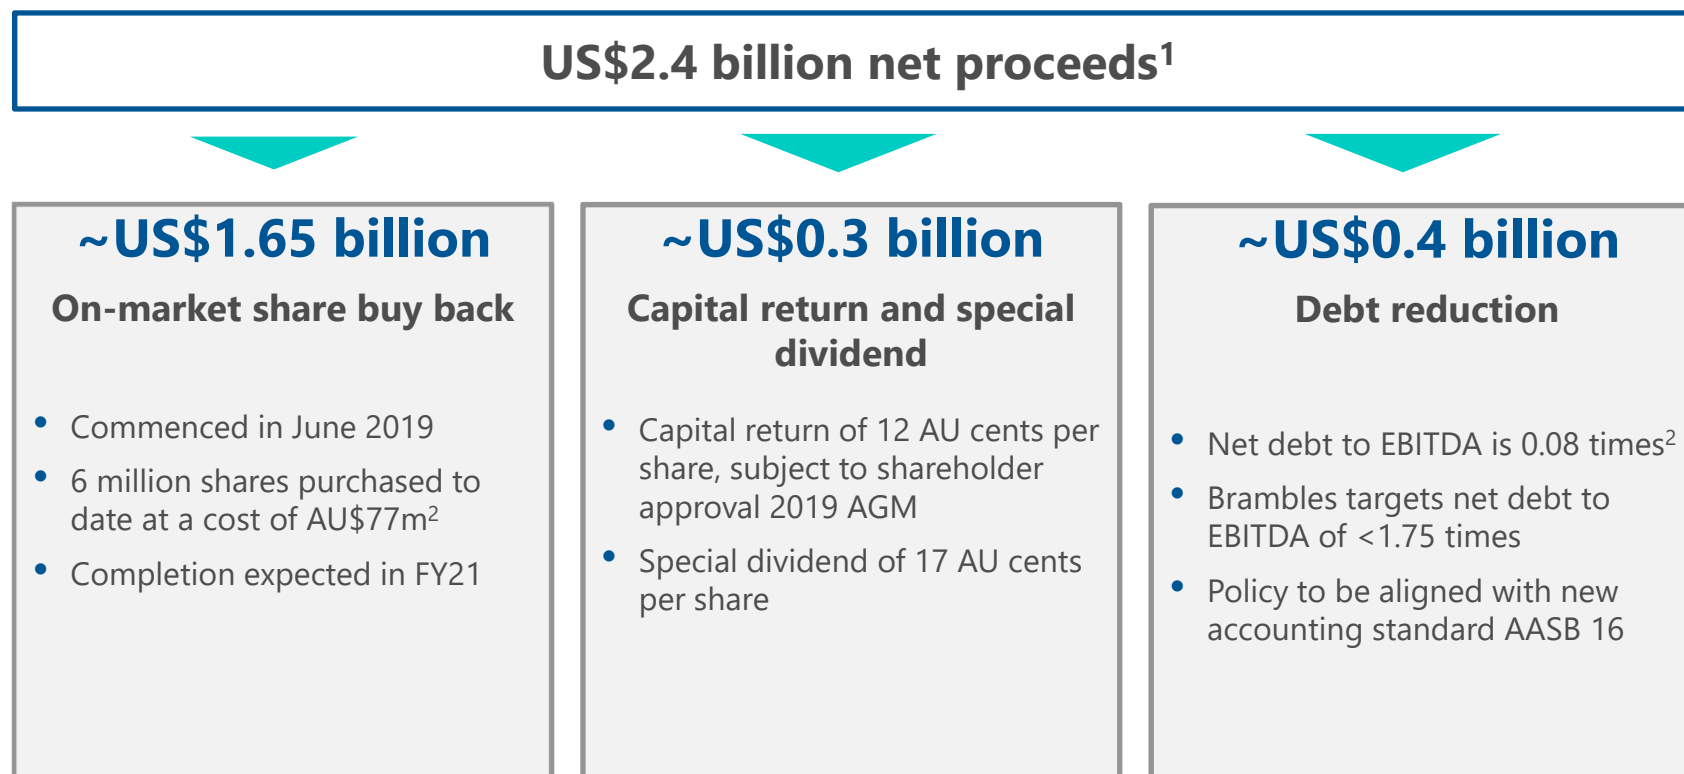 US$2.4 billion net proceeds1
~US$1.65 billion
On-market share buy back
• Commenced in June 2019
• 6 million shares purchased to
date at a cost of AU$77m2
• Completion expected in FY21
~US$0.3 billion
Capital return and special
dividend
• Capital return of 12 AU cents per
share, subject to shareholder
approval 2019 AGM
• Special dividend of 17 AU cents
per share
~US$0.4 billion
Debt reduction
• Net debt to EBITDA is 0.08 times2
• Brambles targets net debt to
EBITDA of <1.75 times
• Policy to be aligned with new
accounting standard AASB 16